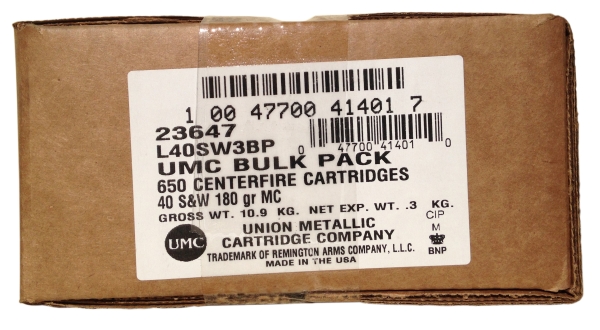 1 00 47700 41401 7
23647
L40SW3BP
0 47700 41401 0
UMC BULK PACK
650 CENTERFIRE CARTRIDGES
40 S&W 180 gr MC
GROSS WT. 10.9 KG. NET EXP. WT. .3 KG.
UMC
UNION METALLIC
CARTRIDGE COMPANY
TRADEMARK OF REMINGTON ARMS COMPANY, L.L.C.
MADE IN THE USA
CIP
M
BNP